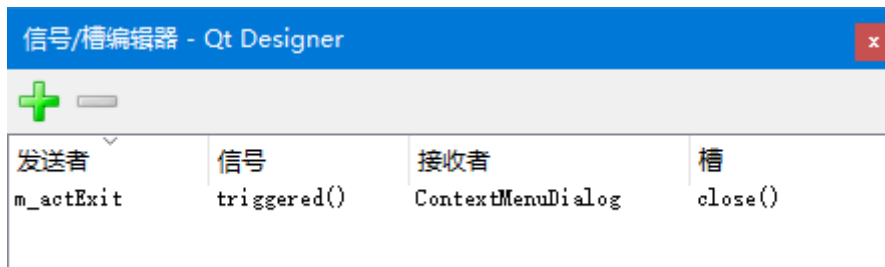 信号/槽编辑器 - Qt Designer
x
发送者 信号 接收者 槽
m_actExit triggered() ContextMenuDialog close()